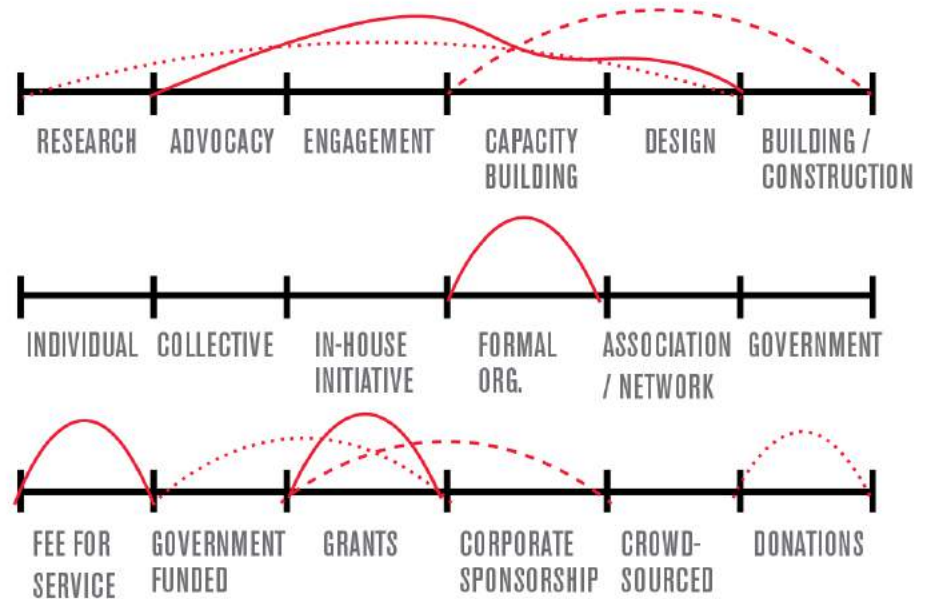 RESEARCH ADVOCACY ENGAGEMENT CAPACITY DESIGN BUILDING /
BUILDING CONSTRUCTION
INDIVIDUAL COLLECTIVE IN-HOUSE FORMAL ASSOCIATION GOVERNMENT
INITIATIVE ORG. / NETWORK
FEE FOR GOVERNMENT GRANTS CORPORATE CROWD- DONATIONS
SERVICE FUNDED SPONSORSHIP SOURCED